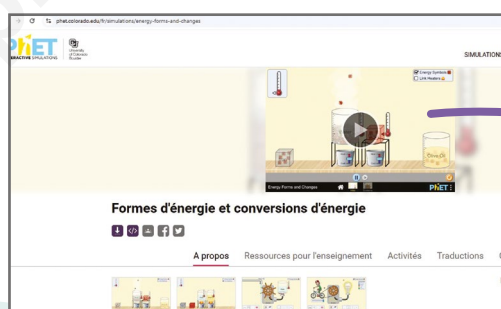 phet.colorado.edu/fr/simulations/energy-forms-and-changes
PhET
INTERACTIVE SIMULATIONS
University
of Colorado
Boulder
SIMULATIONS
Energy Symbols
Link Heaters
Energy Forms and Changes
PhET
Formes d'énergie et conversions d'énergie
A propos Ressources pour l'enseignement Activités Traductions